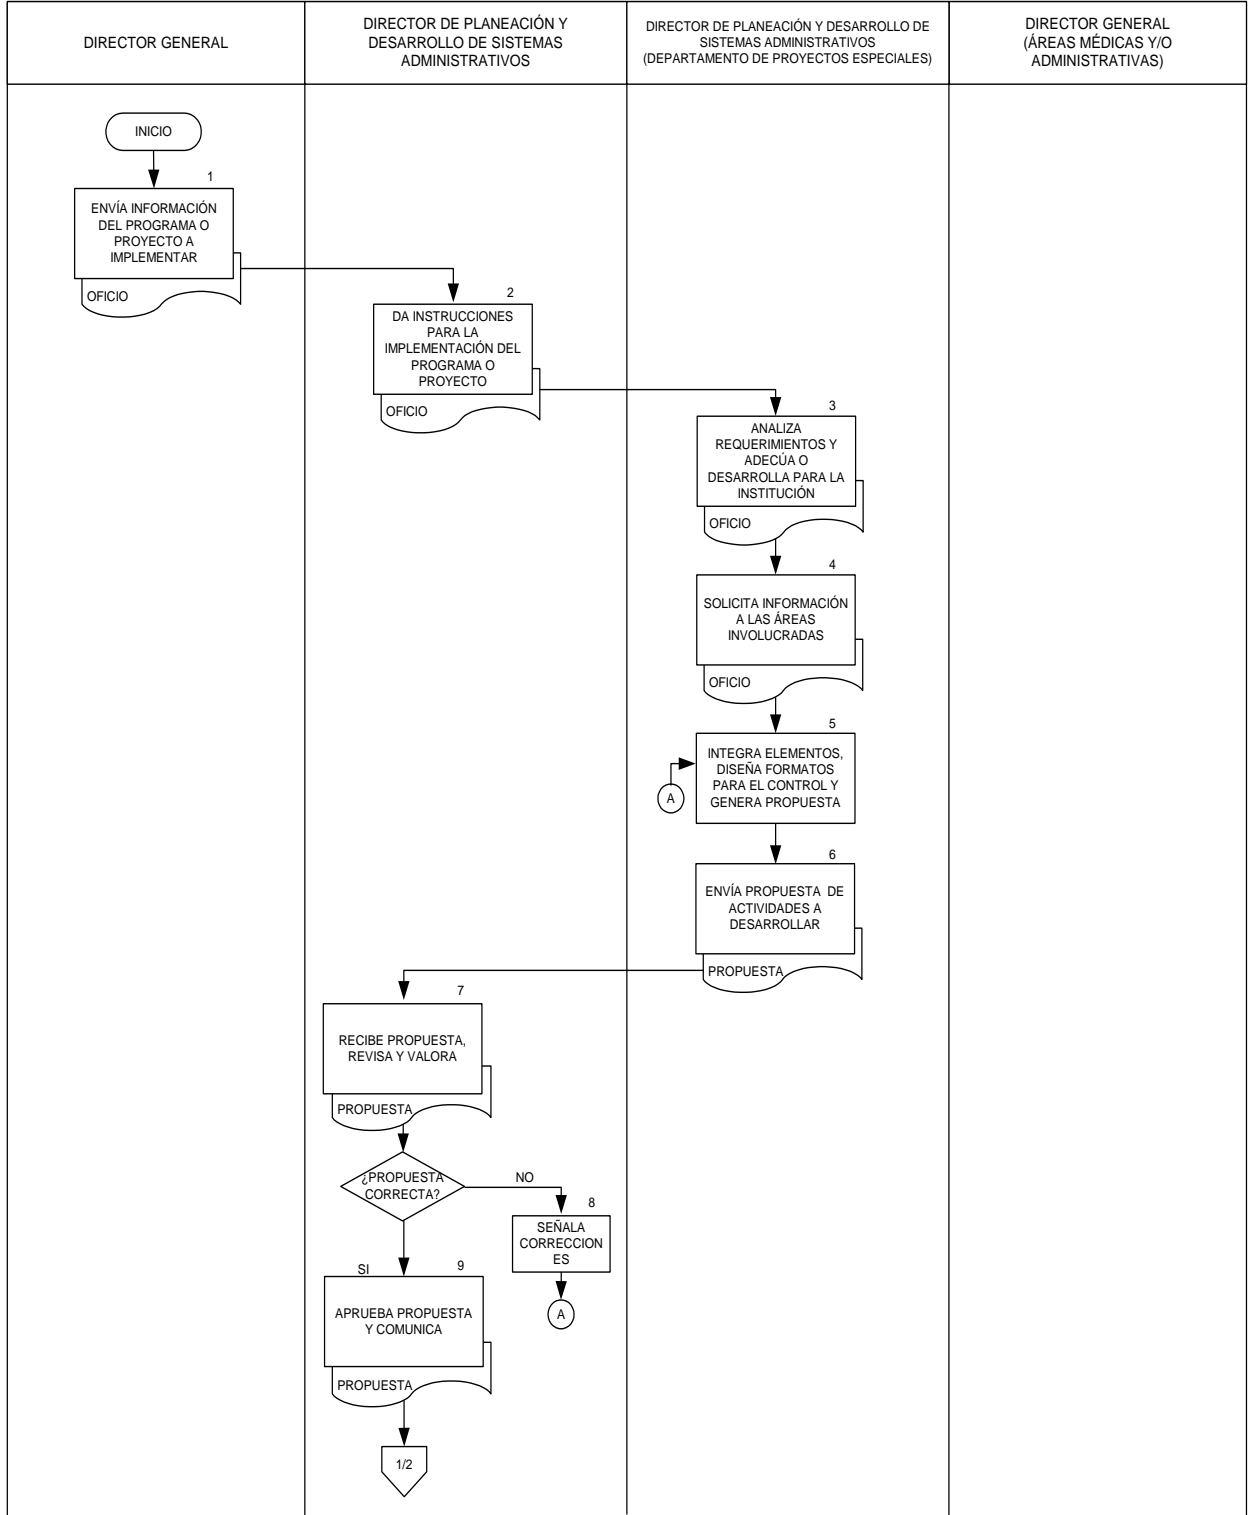 DIRECTOR GENERAL
DIRECTOR DE PLANEACIÓN Y
DESARROLLO DE SISTEMAS
ADMINISTRATIVOS
DIRECTOR DE PLANEACIÓN Y DESARROLLO DE
SISTEMAS ADMINISTRATIVOS
(DEPARTAMENTO DE PROYECTOS ESPECIALES)
DIRECTOR GENERAL
(ÁREAS MÉDICAS Y/O
ADMINISTRATIVAS)
INICIO
1
ENVÍA INFORMACIÓN
DEL PROGRAMA O
PROYECTO A
IMPLEMENTAR
OFICIO
2
DA INSTRUCCIONES
PARA LA
IMPLEMENTACIÓN DEL
PROGRAMA O
PROYECTO
OFICIO
3
ANALIZA
REQUERIMIENTOS Y
ADECÚA O
DESARROLLA PARA LA
INSTITUCIÓN
OFICIO
4
SOLICITA INFORMACIÓN
A LAS ÁREAS
INVOLUCRADAS
OFICIO
5
INTEGRA ELEMENTOS,
DISEÑA FORMATOS
PARA EL CONTROL Y
GENERA PROPUESTA
A
6
ENVÍA PROPUESTA DE
ACTIVIDADES A
DESARROLLAR
PROPUESTA
7
RECIBE PROPUESTA,
REVISA Y VALORA
PROPUESTA
¿PROPUESTA
CORRECTA?
NO
8
SEÑALA
CORRECCION
ES
A
SI
9
APRUEBA PROPUESTA
Y COMUNICA
PROPUESTA
1/2